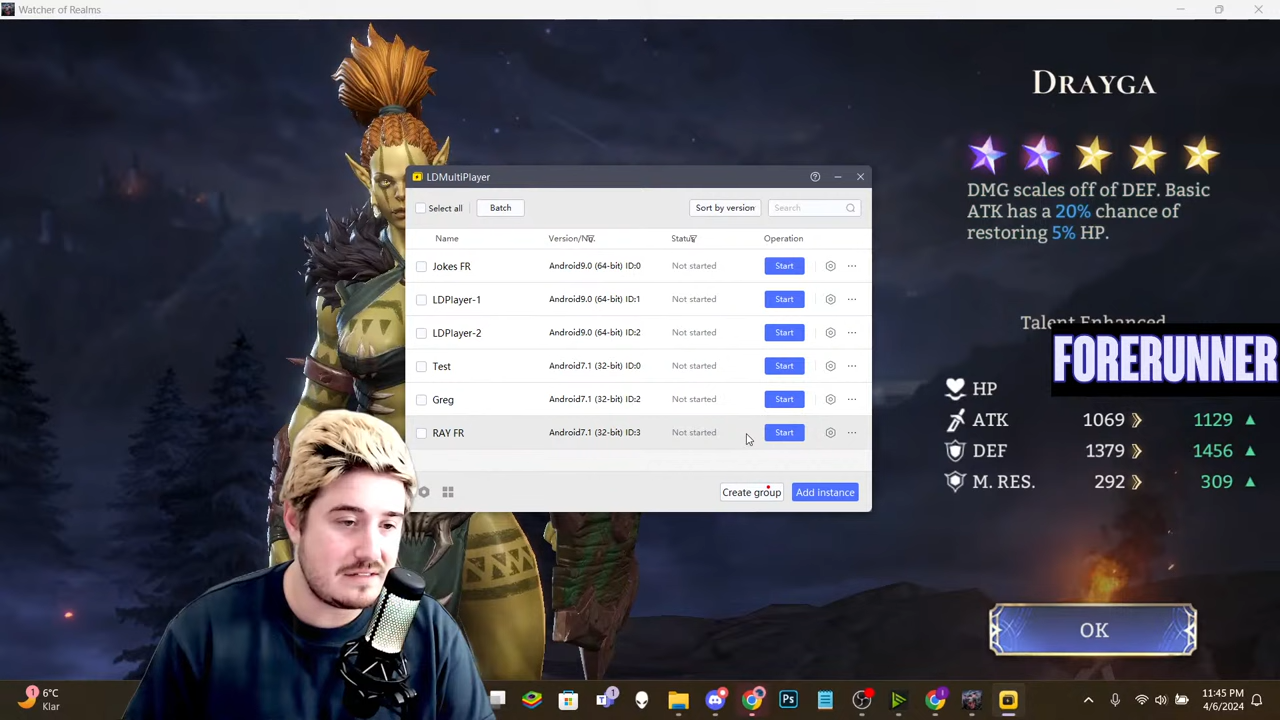 Watcher of Realms
DRAYGA
DMG scales off of DEF. Basic
ATK has a 20% chance of
restoring 5% HP.
LDMultiPlayer
Select all
Batch
Sort by version
Search
Name
Version/
Statu
Operation
Jokes FR
Android9.0 (64-bit) ID:0
Not started
Start
LDPlayer-1
Android9.0 (64-bit) ID:1
Not started
Start
LDPlayer-2
Android9.0 (64-bit) ID:2
Not started
Start
Test
Android7.1 (32-bit) ID:0
Not started
Start
Greg
Android7.1 (32-bit) ID:2
Not started
Start
RAY FR
Android7.1 (32-bit) ID:3
Not started
Start
Create group
Add instance
Talent Enhanced
FORERUNNER
HP
ATK 1069 1129
DEF 1379 1456
M. RES. 292 309
OK
1
6°C
Klar
1
Ps
1
11:45 PM
4/6/2024